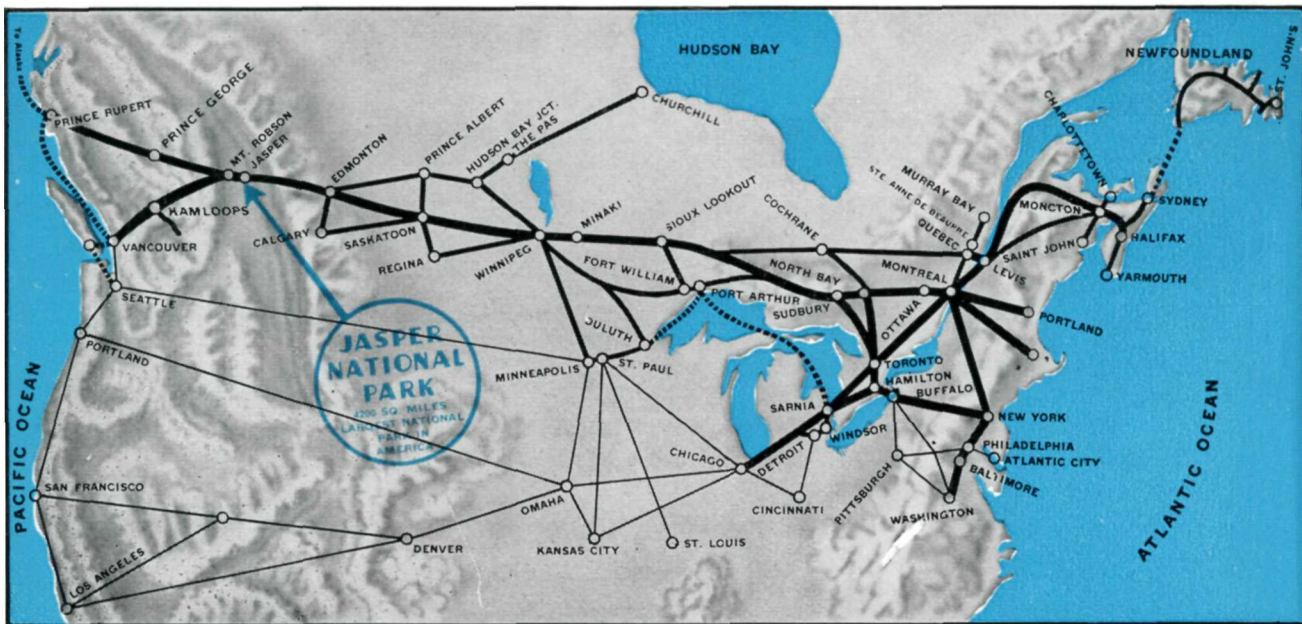 To Alaska
PRINCE RUPERT
PRINCE GEORGE
MT. ROBSON
JASPER
EDMONTON
PRINCE ALBERT
HUDSON BAY JCT.
THE PAS
CHURCHILL
HUDSON BAY
NEWFOUNDLAND
ST. JOHN'S
CHARLOTTETOWN
SYDNEY
KAMLOOPS
VANCOUVER
CALGARY
SASKATOON
REGINA
WINNIPEG
MINAKI
SIOUX LOOKOUT
COCHRANE
MURRAY BAY
STE. ANNE DE BEAUPRE
QUEBEC
LEVIS
MONCTON
SAINT JOHN
HALIFAX
YARMOUTH
FORT WILLIAM
PORT ARTHUR
NORTH BAY
SUDBURY
MONTREAL
OTTAWA
PORTLAND
SEATTLE
PORTLAND
DULUTH
MINNEAPOLIS
ST. PAUL
TORONTO
HAMILTON
BUFFALO
SARNIA
WINDSOR
NEW YORK
JASPER
NATIONAL
PARK
4200 SQ. MILES
LARGEST NATIONAL
PARK IN
AMERICA
CHICAGO
DETROIT
PHILADELPHIA
ATLANTIC CITY
BALTIMORE
PITTSBURGH
WASHINGTON
CINCINNATI
PACIFIC OCEAN
SAN FRANCISCO
LOS ANGELES
DENVER
OMAHA
KANSAS CITY
ST. LOUIS
ATLANTIC OCEAN